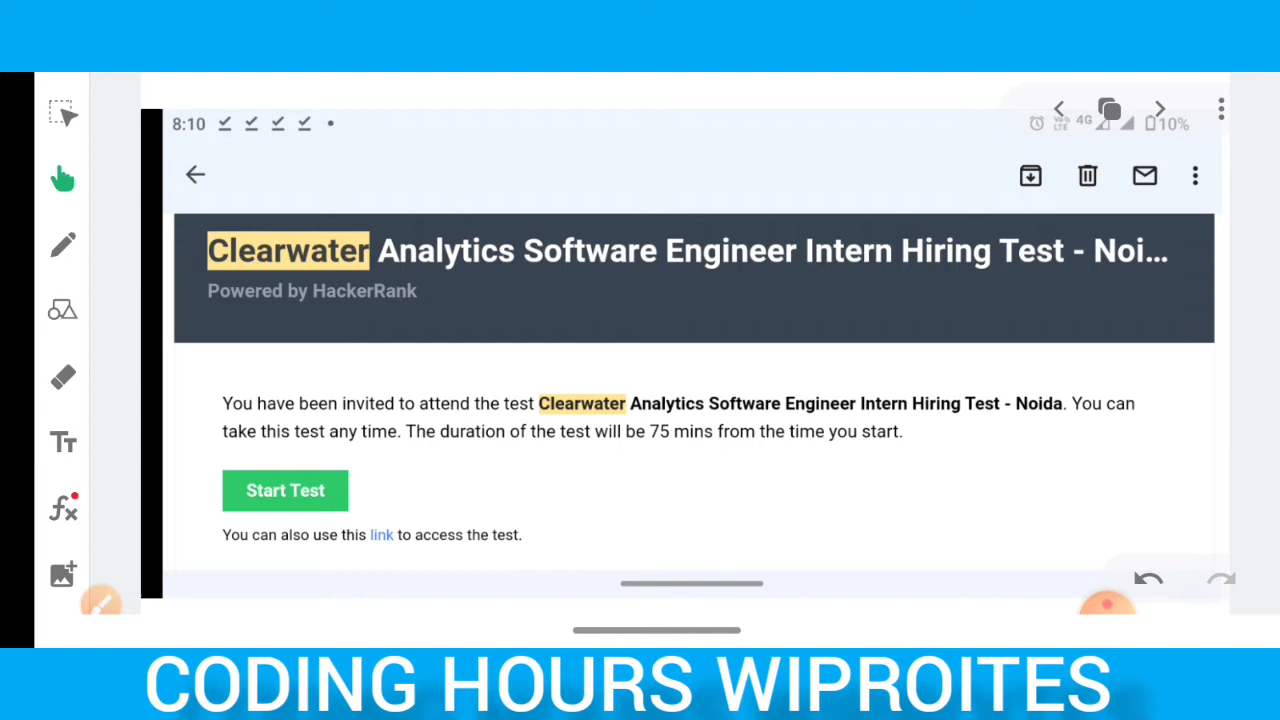 8:10
4G
10%
Clearwater Analytics Software Engineer Intern Hiring Test - Noi...
Powered by HackerRank
You have been invited to attend the test Clearwater Analytics Software Engineer Intern Hiring Test - Noida. You can
take this test any time. The duration of the test will be 75 mins from the time you start.
Start Test
You can also use this link to access the test.
Tт
fx
CODING HOURS WIPROITES